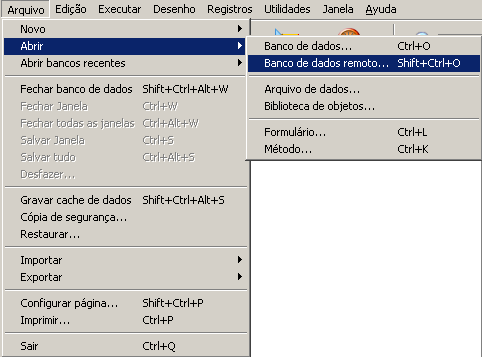 Arquivo Edição Executar Desenho Registros Utilidades Janela Ayuda
Novo
Abrir
Abrir bancos recentes
Fechar banco de dados Shift+Ctrl+Alt+W
Fechar Janela Ctrl+W
Fechar todas as janelas Ctrl+Alt+W
Salvar Janela Ctrl+S
Salvar tudo Ctrl+Alt+S
Desfazer...
Gravar cache de dados Shift+Ctrl+Alt+S
Cópia de segurança...
Restaurar...
Importar
Exportar
Configurar página... Shift+Ctrl+P
Imprimir... Ctrl+P
Sair Ctrl+Q
Banco de dados... Ctrl+O
Banco de dados remoto... Shift+Ctrl+O
Arquivo de dados...
Biblioteca de objetos...
Formulário... Ctrl+L
Método... Ctrl+K